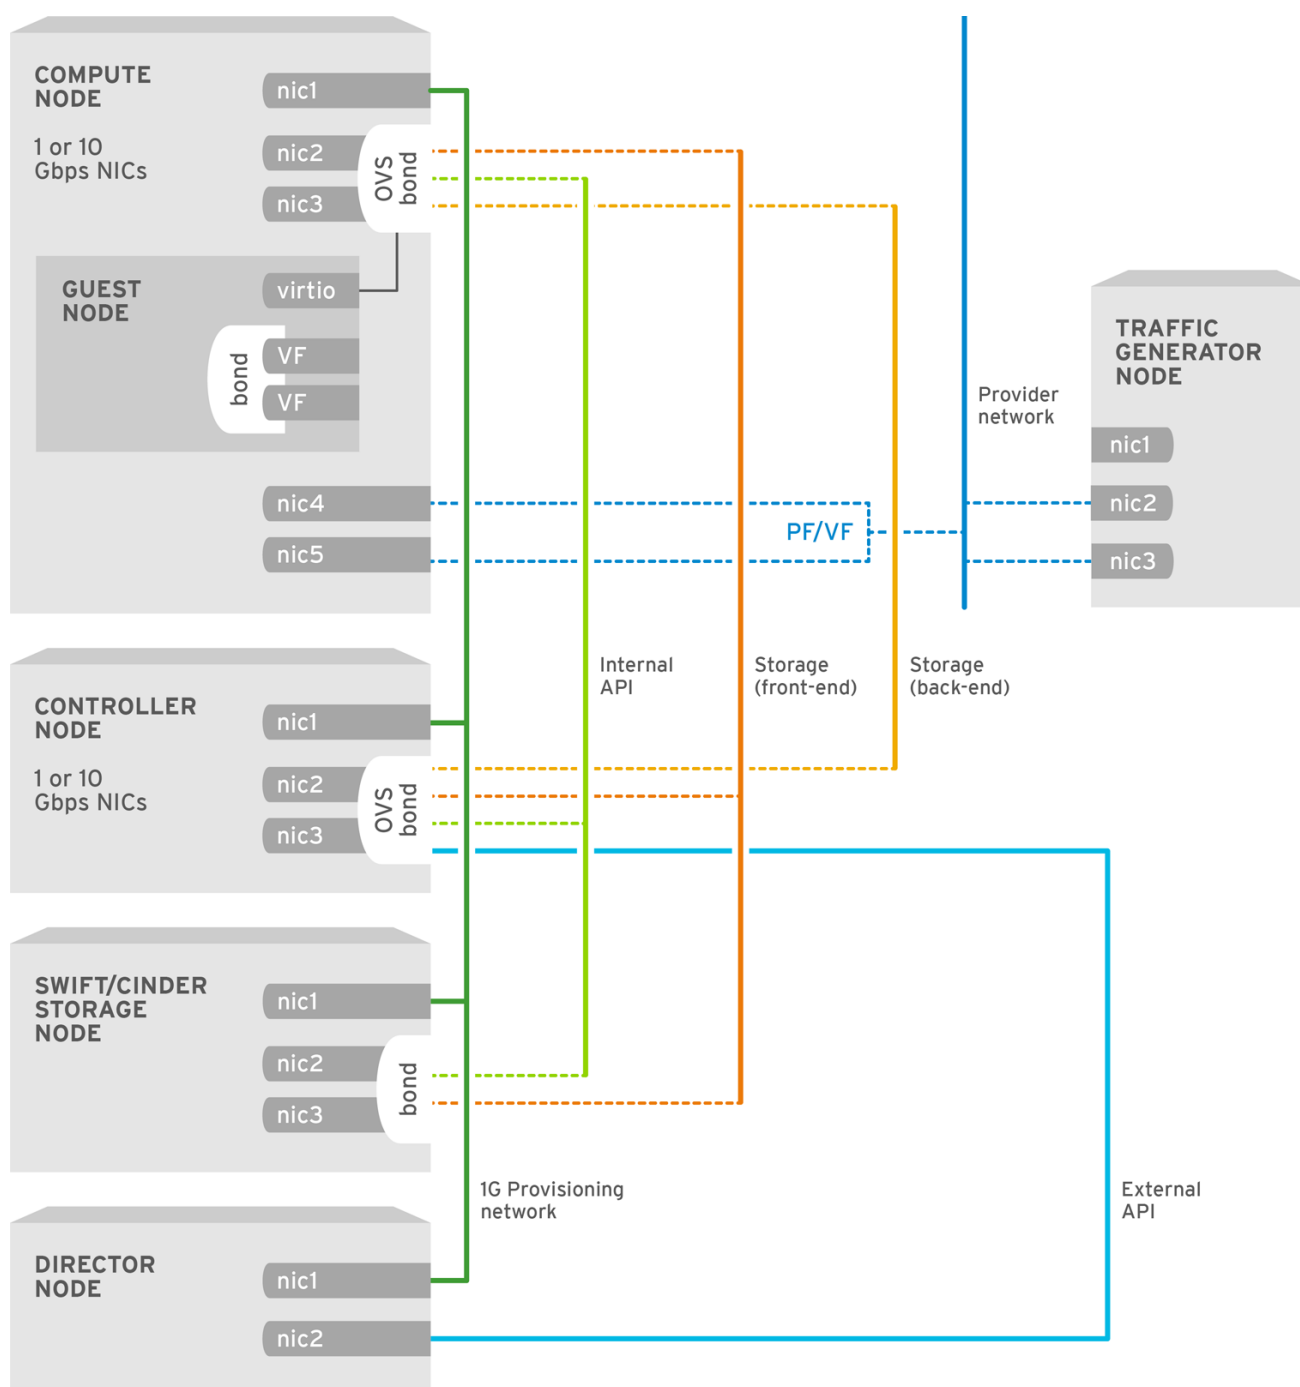 COMPUTE
NODE
1 or 10
Gbps NICs
nic1
nic2
nic3
OVS
bond
GUEST
NODE
virtio
bond
VF
VF
nic4
nic5
PF/VF
Provider
network
TRAFFIC
GENERATOR
NODE
nic1
nic2
nic3
Internal
API
Storage
(front-end)
Storage
(back-end)
CONTROLLER
NODE
1 or 10
Gbps NICs
nic1
nic2
nic3
OVS
bond
SWIFT/CINDER
STORAGE
NODE
nic1
nic2
nic3
bond
1G Provisioning
network
External
API
DIRECTOR
NODE
nic1
nic2